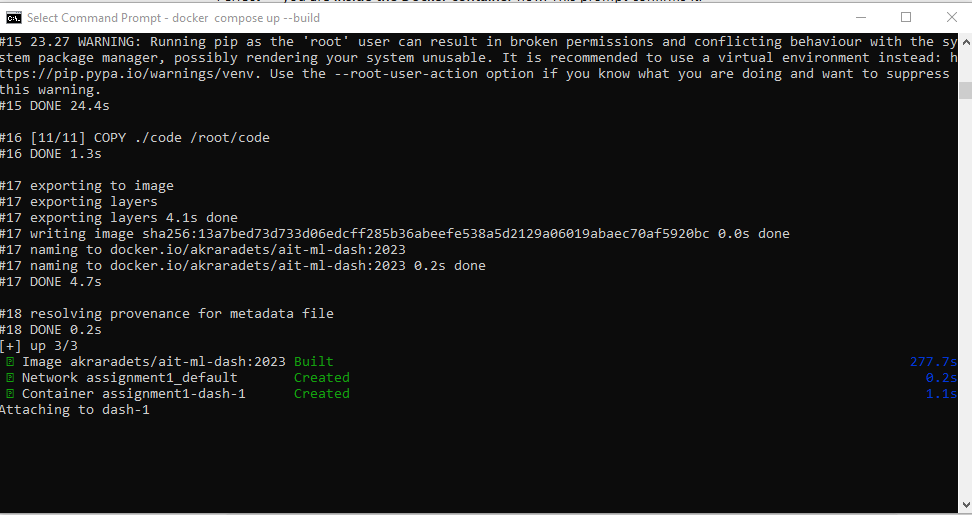 Select Command Prompt - docker compose up --build
#15 23.27 WARNING: Running pip as the 'root' user can result in broken permissions and conflicting behaviour with the sy
stem package manager, possibly rendering your system unusable. It is recommended to use a virtual environment instead: h
ttps://pip.pypa.io/warnings/venv. Use the --root-user-action option if you know what you are doing and want to suppress
this warning.
#15 DONE 24.4s
#16 [11/11] COPY ./code /root/code
#16 DONE 1.3s
#17 exporting to image
#17 exporting layers
#17 exporting layers 4.1s done
#17 writing image sha256:13a7bed73d733d06edcff285b36abeefe538a5d2129a06019abaec70af5920bc 0.0s done
#17 naming to docker.io/akraradets/ait-ml-dash:2023
#17 naming to docker.io/akraradets/ait-ml-dash:2023 0.2s done
#17 DONE 4.7s
#18 resolving provenance for metadata file
#18 DONE 0.2s
[+] up 3/3
Image akraradets/ait-ml-dash:2023 Built 277.7s
Network assignment1_default Created 0.2s
Container assignment1-dash-1 Created 1.1s
Attaching to dash-1